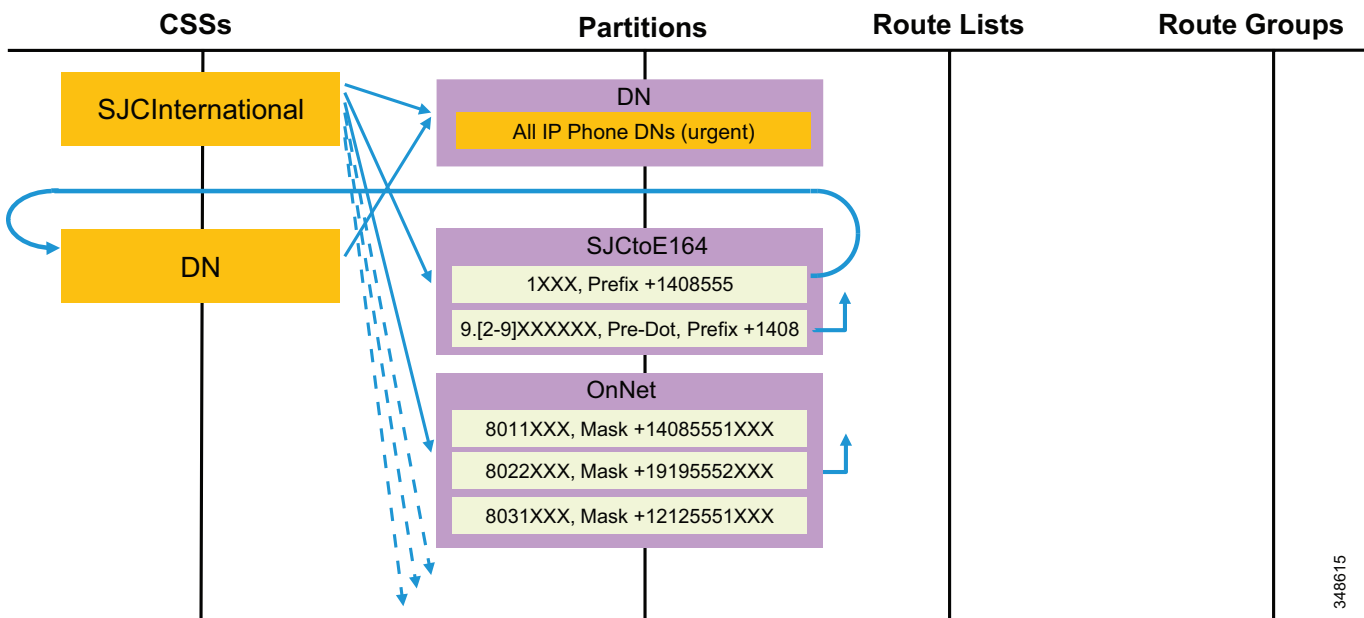 CSSs Partitions Route Lists Route Groups
SJCInternational
DN
DN
All IP Phone DNs (urgent)
SJCtoE164
1XXX, Prefix +1408555
9.[2-9]XXXXXX, Pre-Dot, Prefix +1408
OnNet
8011XXX, Mask +14085551XXX
8022XXX, Mask +19195552XXX
8031XXX, Mask +12125551XXX
348615